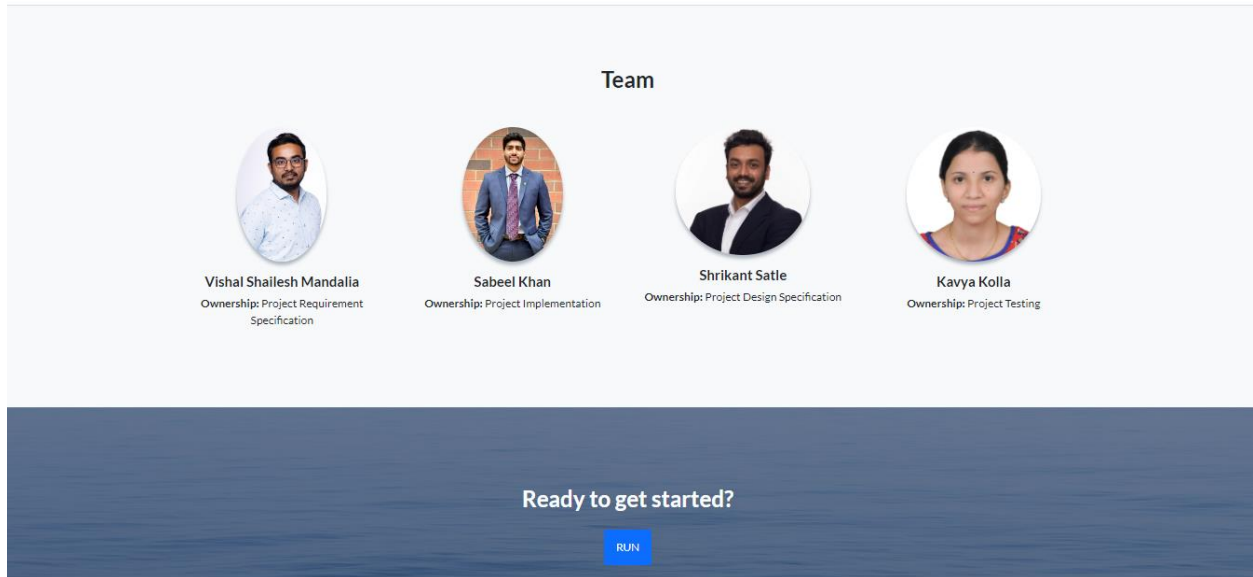 Team
Vishal Shailesh Mandalia
Ownership: Project Requirement
Specification
Sabeel Khan
Ownership: Project Implementation
Shrikant Satle
Ownership: Project Design Specification
Kavya Kolla
Ownership: Project Testing
Ready to get started?
RUN